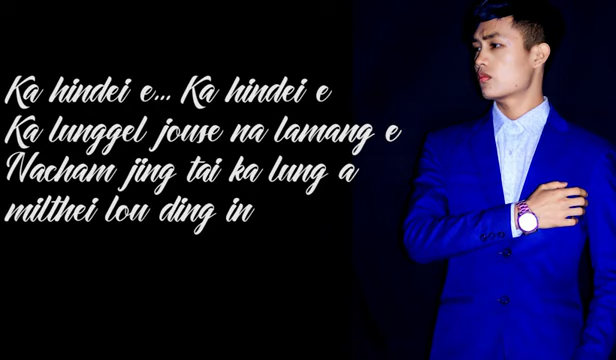 Ka hindei e... Ka hindei e
Ka lunggel jouse na lamang e
Nacham jing tai ka lung a
milthei lou ding in